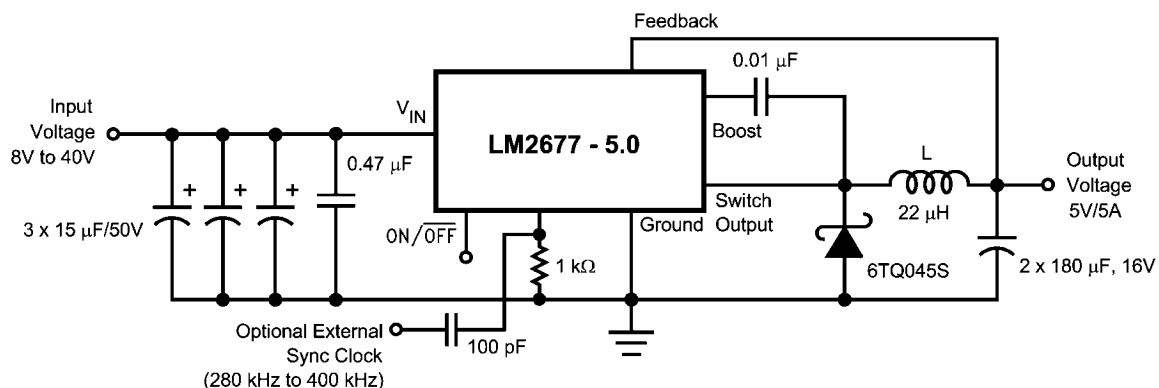 Feedback
0.01 μF
Input
Voltage
8V to 40V
VIN
LM2677 - 5.0
Boost
L
Output
Voltage
5V/5A
0.47 μF
+
+
+
3 x 15 μF/50V
ON/OFF
Ground
Switch
Output
22 μH
1 kΩ
6TQ045S
2 x 180 μF, 16V
Optional External
Sync Clock
(280 kHz to 400 kHz)
100 pF